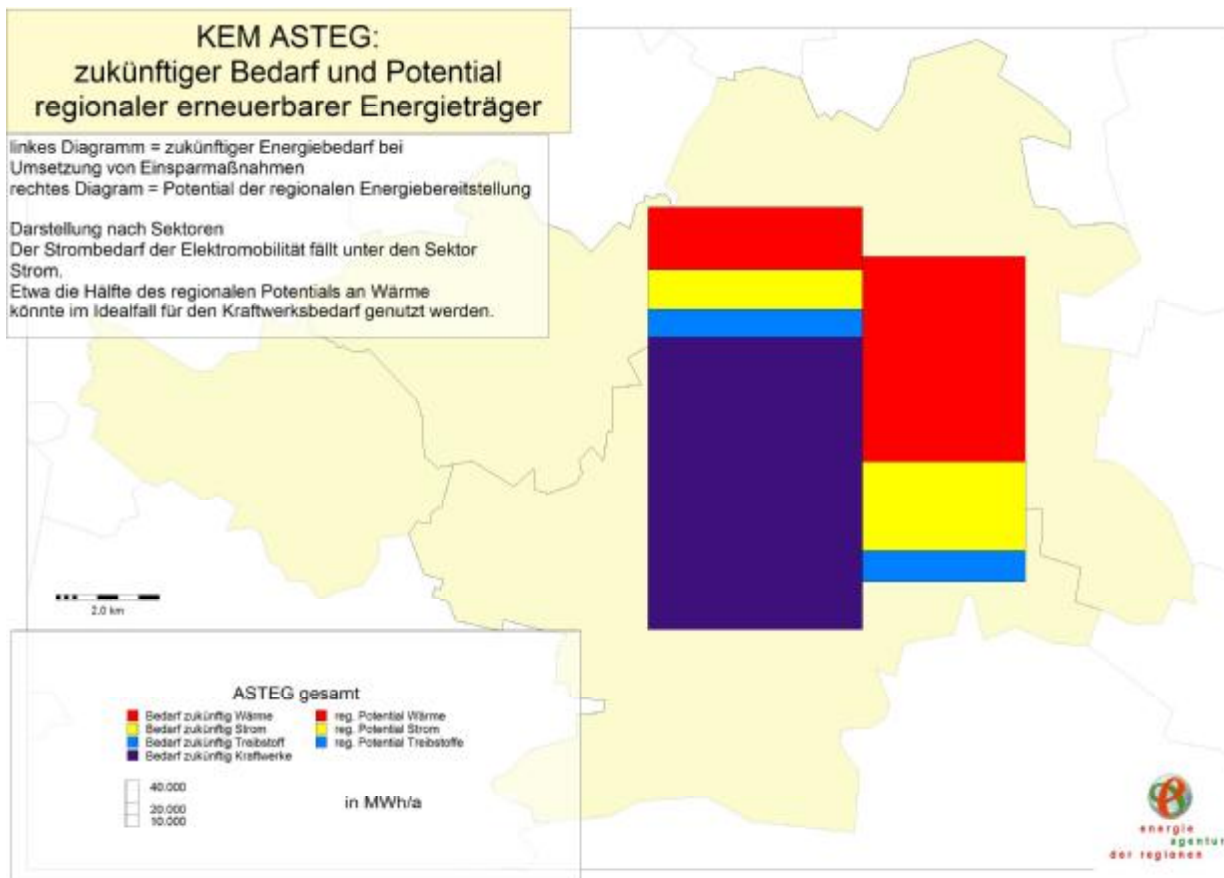 KEM ASTEG:
zukünftiger Bedarf und Potential
regionaler erneuerbarer Energieträger
linkes Diagramm = zukünftiger Energiebedarf bei
Umsetzung von Einsparmaßnahmen
rechtes Diagram = Potential der regionalen Energiebereitstellung
Darstellung nach Sektoren
Der Strombedarf der Elektromobilität fällt unter den Sektor
Strom.
Etwa die Hälfte des regionalen Potentials an Wärme
könnte im Idealfall für den Kraftwerksbedarf genutzt werden.
2.0 km
ASTEG gesamt
Bedarf zukünftig Wärme
Bedarf zukünftig Strom
Bedarf zukünftig Treibstoff
Bedarf zukünftig Kraftwerke
reg. Potential Wärme
reg. Potential Strom
reg. Potential Treibstoffe
40.000
20.000
10.000
in MWh/a
energie
agentur
der regionen